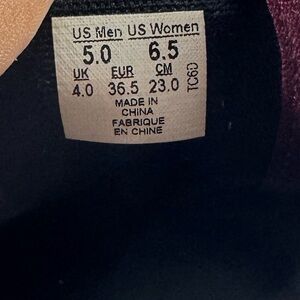 US Men US Women
5.0 6.5
UK EUR CM
4.0 36.5 23.0
MADE IN
CHINA
FABRIQUE
EN CHINE
TC6D